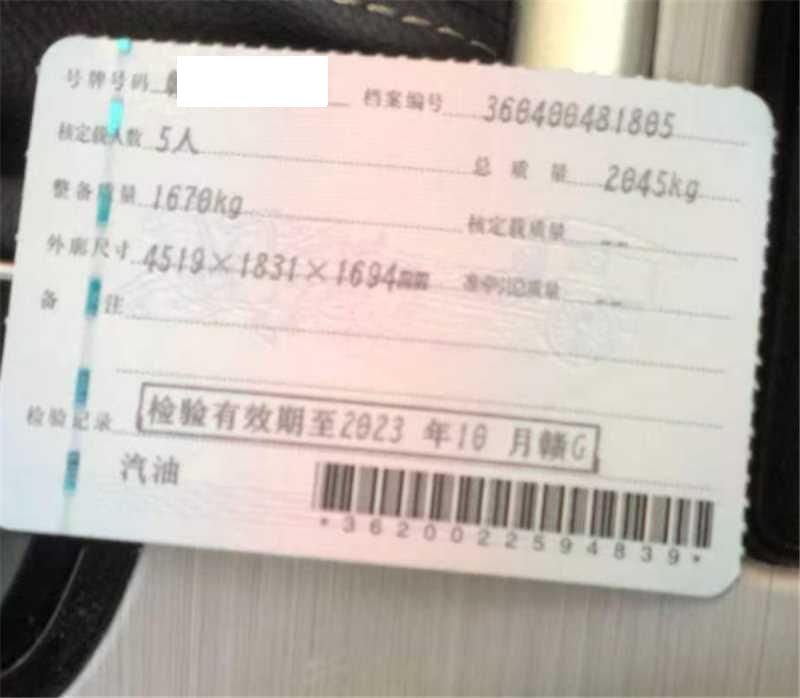 号牌号码 档案编号 360400481805
核定载人数 5人 总质量 2045kg
整备质量 1670kg 核定载质量 --
外廓尺寸 4519×1831×1694mm 准牵引总质量 --
备注
检验记录 检验有效期至2023年10月赣G
汽油
*3620022594839*